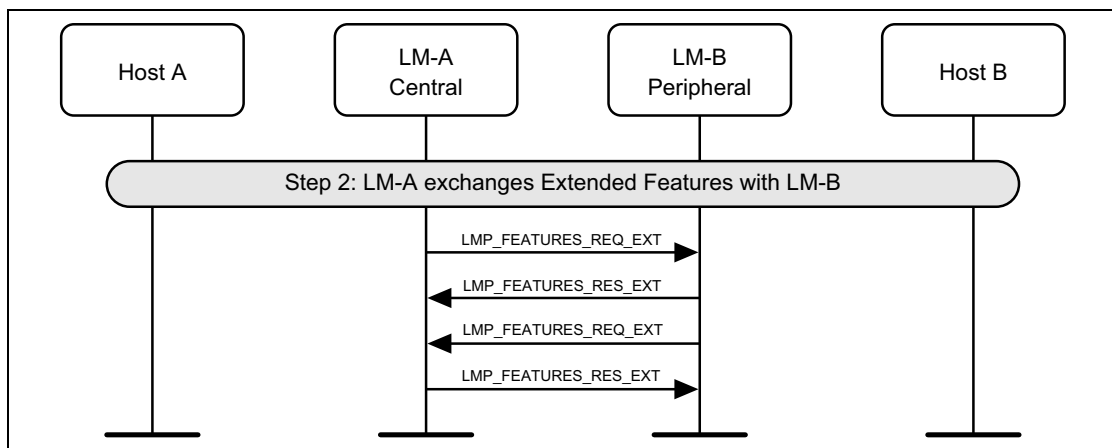 Host A
LM-A
Central
LM-B
Peripheral
Host B
Step 2: LM-A exchanges Extended Features with LM-B
LMP_FEATURES_REQ_EXT
LMP_FEATURES_RES_EXT
LMP_FEATURES_REQ_EXT
LMP_FEATURES_RES_EXT